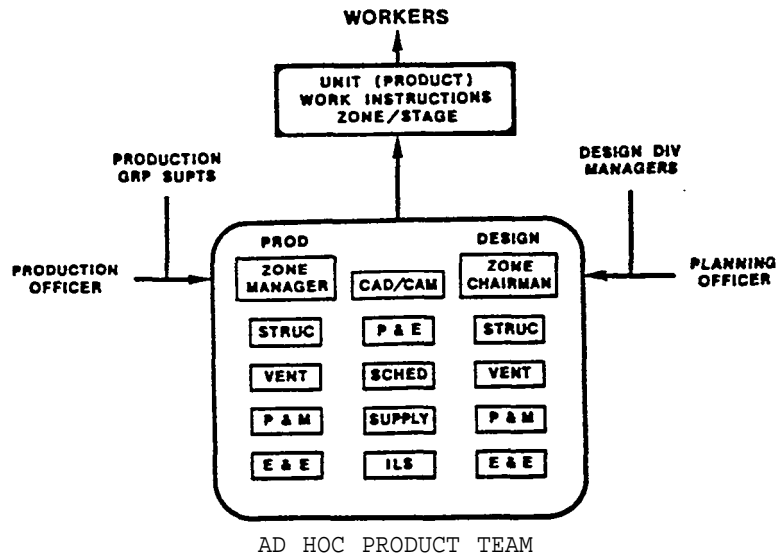 WORKERS
UNIT (PRODUCT)
WORK INSTRUCTIONS
ZONE/STAGE
PRODUCTION
GRP SUPTS
DESIGN DIV
MANAGERS
PRODUCTION
OFFICER
PLANNING
OFFICER
PROD
DESIGN
ZONE
MANAGER
CAD/CAM
ZONE
CHAIRMAN
STRUC
P & E
STRUC
VENT
SCHED
VENT
P & M
SUPPLY
P & M
E & E
ILS
E & E
AD HOC PRODUCT TEAM